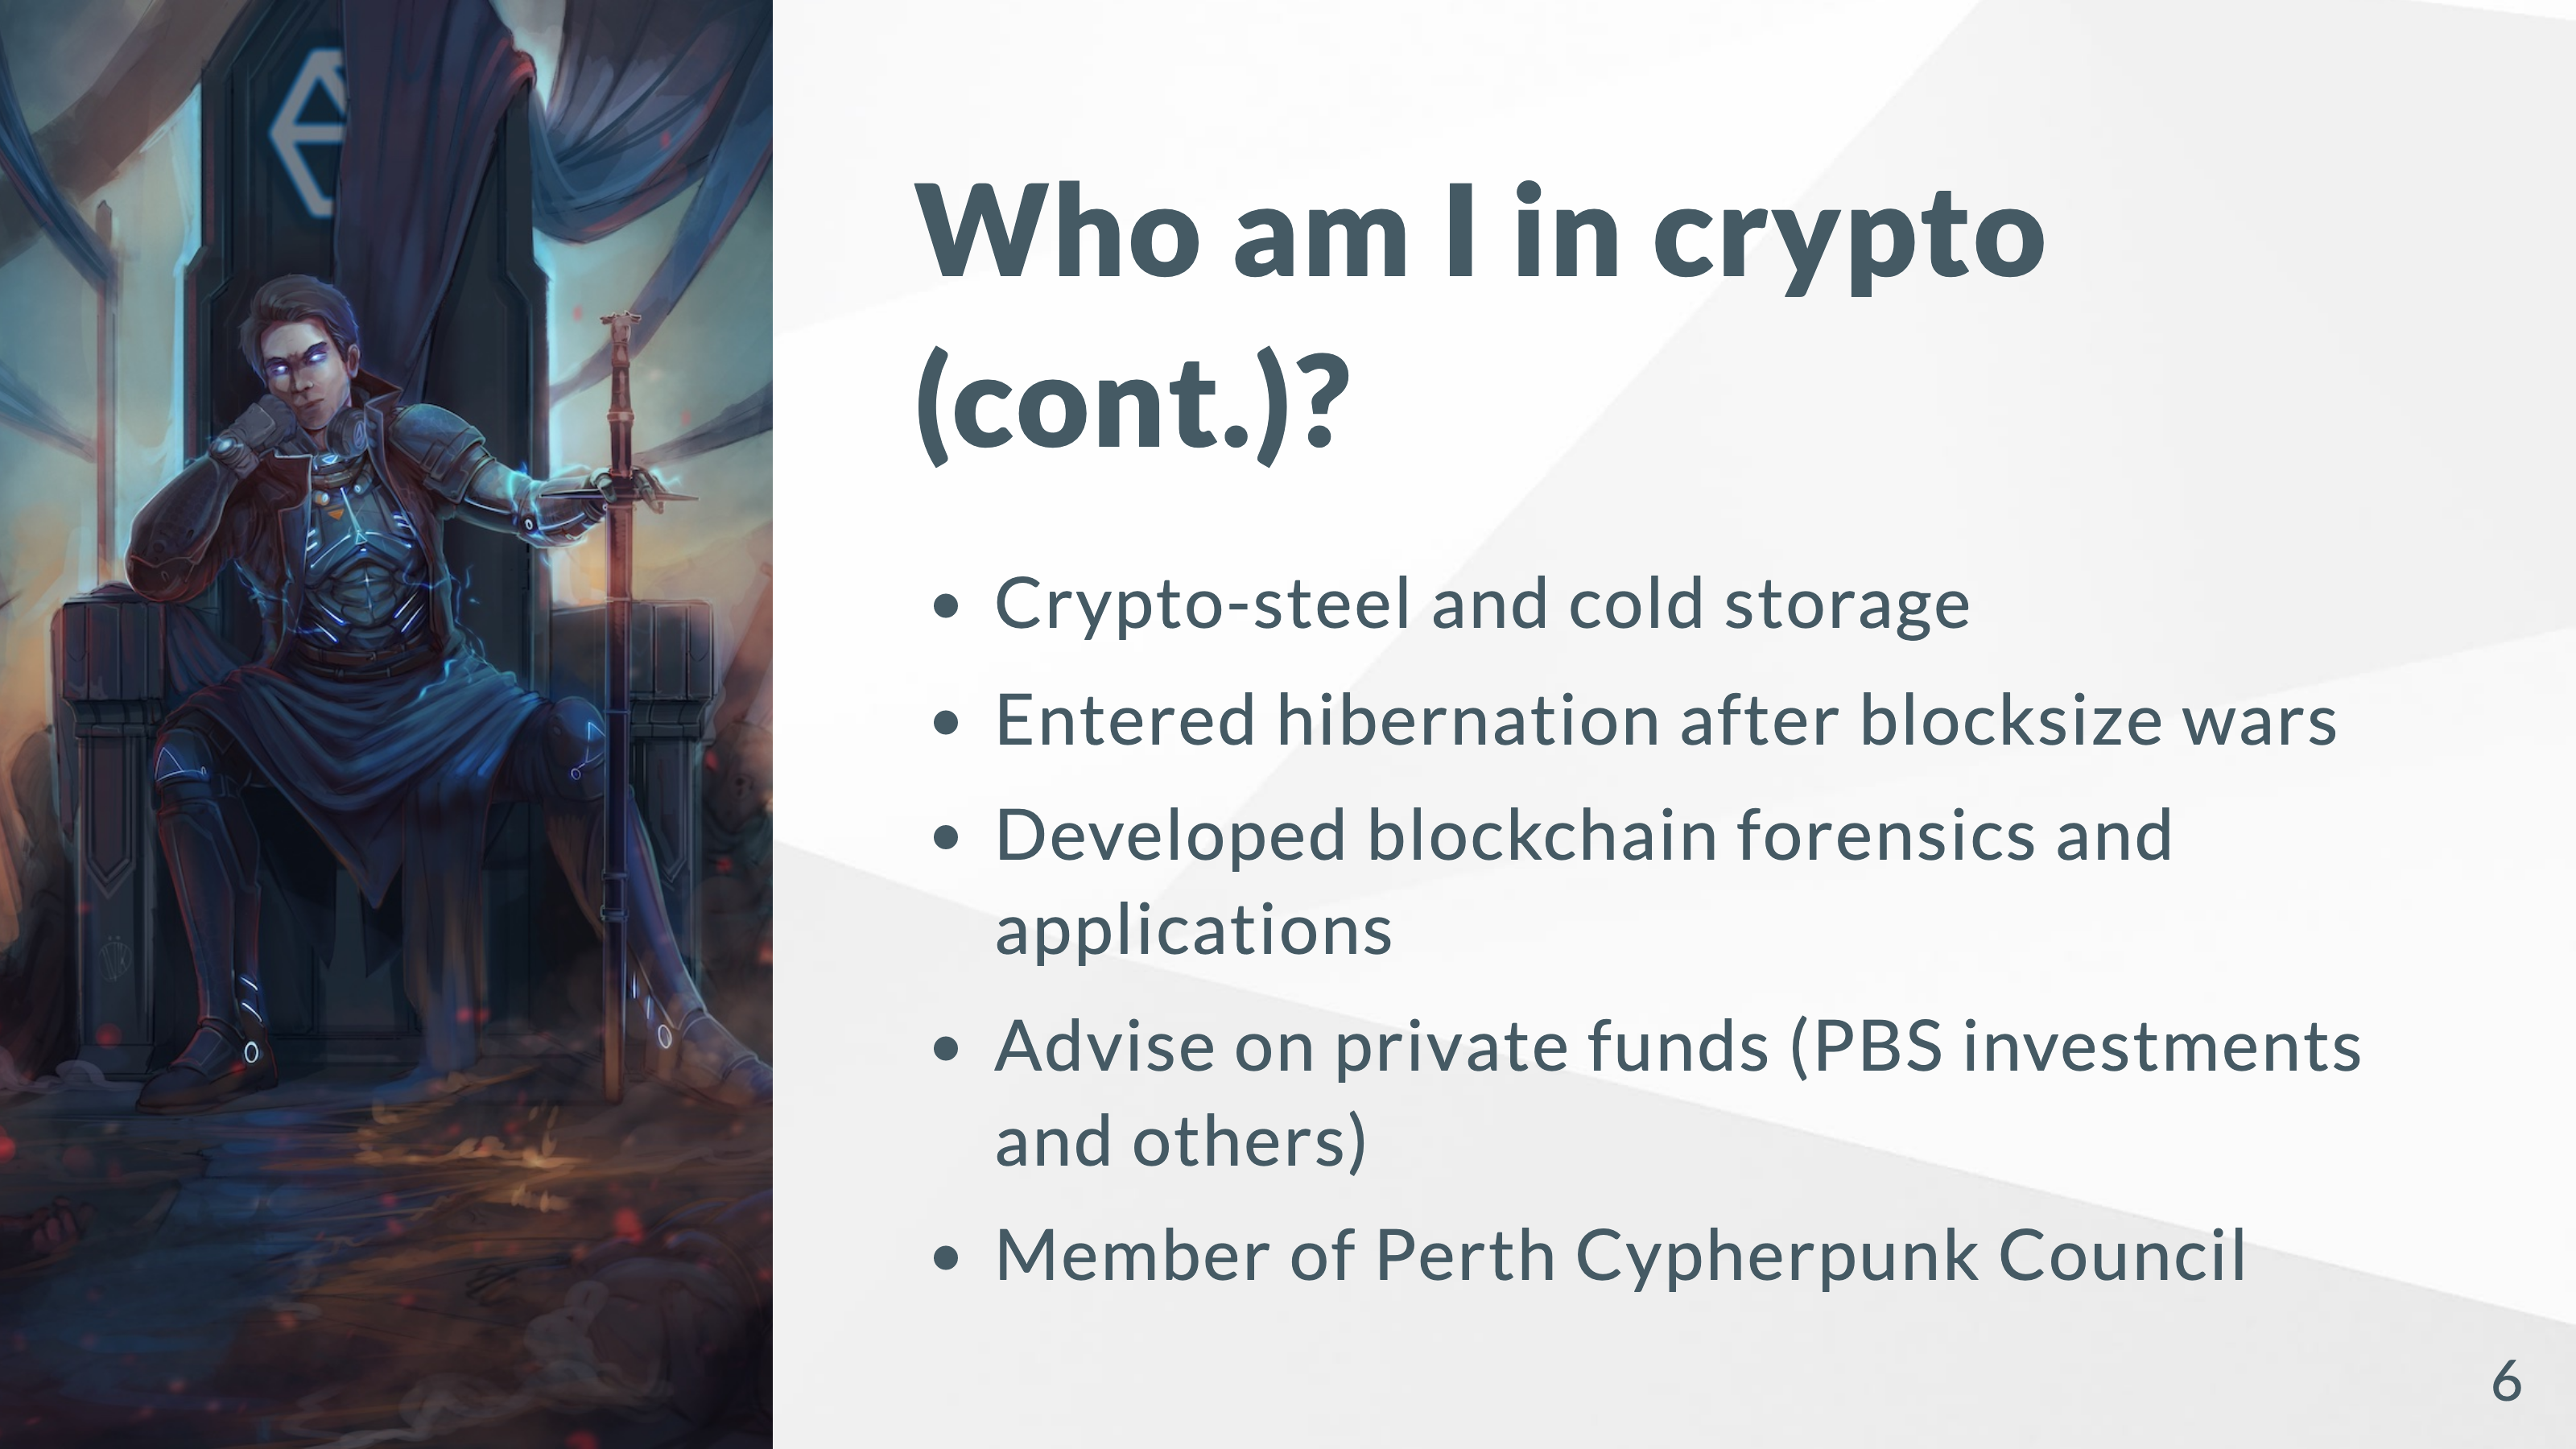 Who am I in crypto
(cont.)?
• Crypto-steel and cold storage
• Entered hibernation after blocksize wars
• Developed blockchain forensics and
applications
• Advise on private funds (PBS investments
and others)
• Member of Perth Cypherpunk Council
6